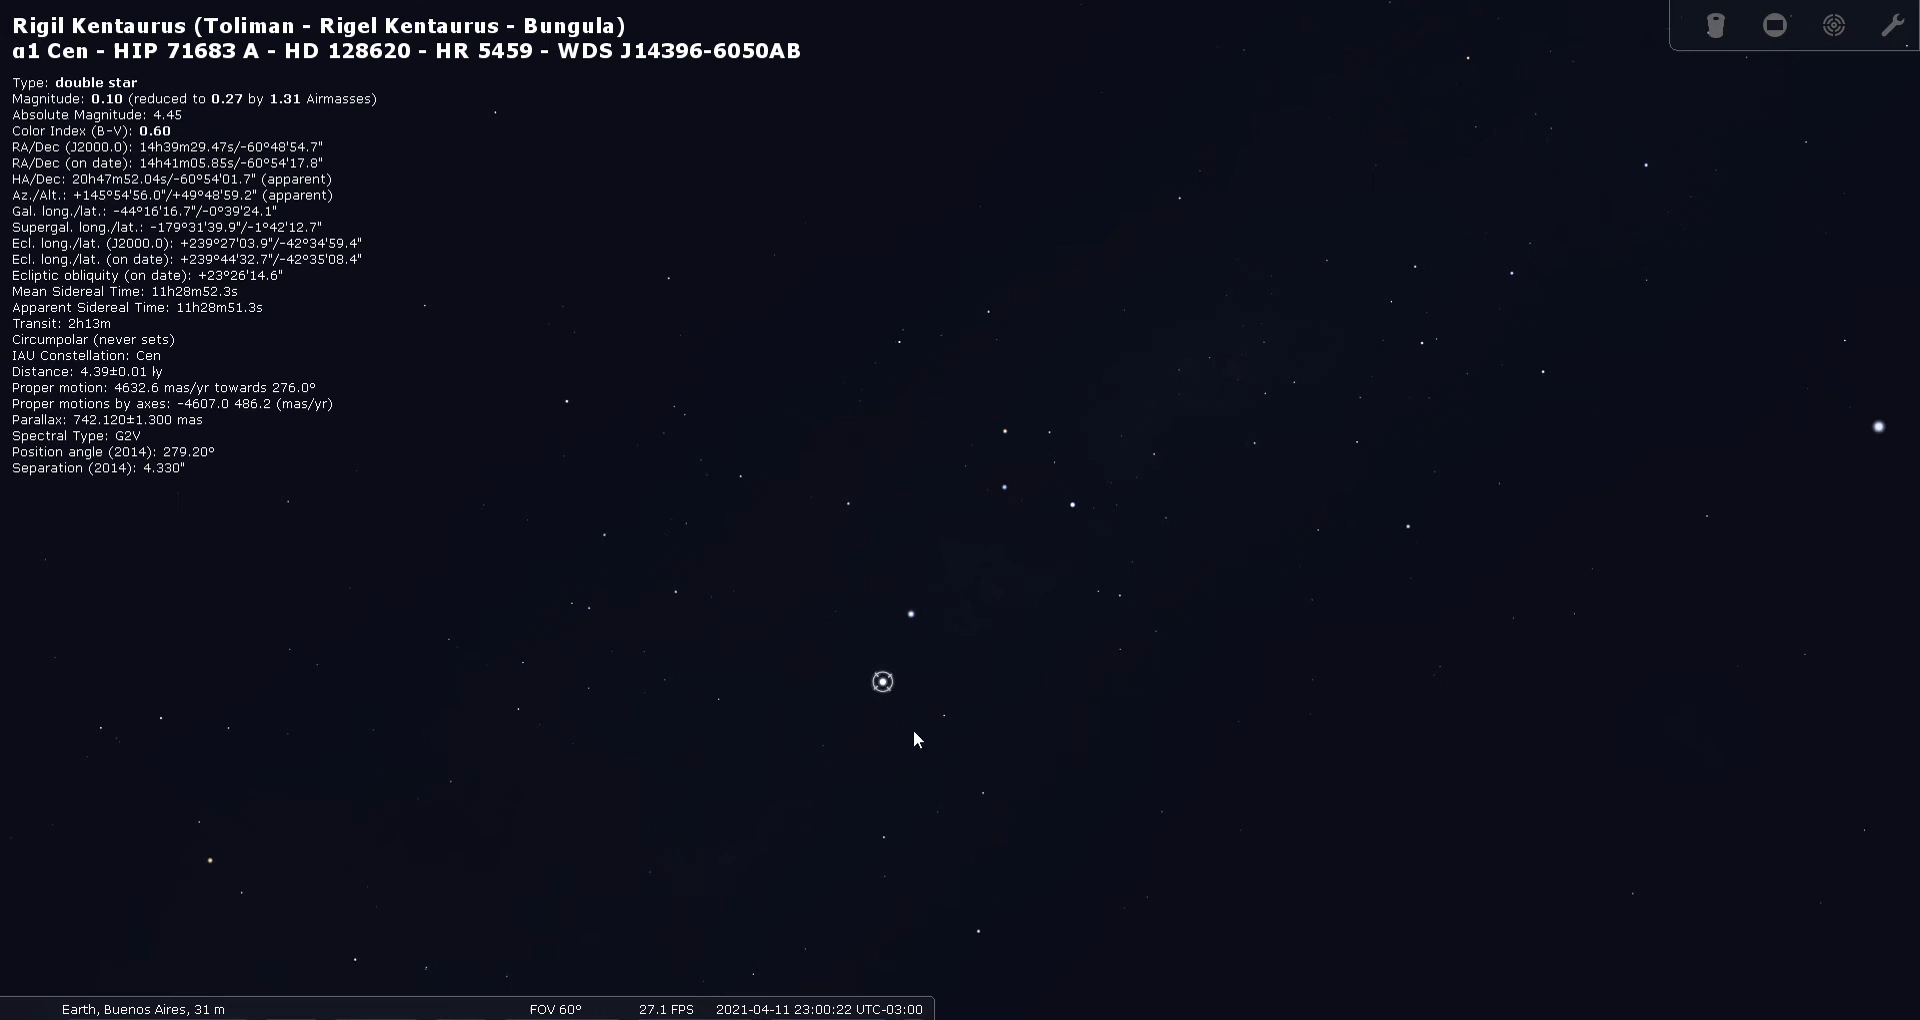 Rigil Kentaurus (Toliman - Rigel Kentaurus - Bungula)
α1 Cen - HIP 71683 A - HD 128620 - HR 5459 - WDS J14396-6050AB
Type: double star
Magnitude: 0.10 (reduced to 0.27 by 1.31 Airmasses)
Absolute Magnitude: 4.45
Color Index (B-V): 0.60
RA/Dec (J2000.0): 14h39m29.47s/-60°48'54.7"
RA/Dec (on date): 14h41m05.85s/-60°54'17.8"
HA/Dec: 20h47m52.04s/-60°54'01.7" (apparent)
Az./Alt.: +145°54'56.0"/+49°48'59.2" (apparent)
Gal. long./lat.: -44°16'16.7"/-0°39'24.1"
Supergal. long./lat.: -179°31'39.9"/-1°42'12.7"
Ecl. long./lat. (J2000.0): +239°27'03.9"/-42°34'59.4"
Ecl. long./lat. (on date): +239°44'32.7"/-42°35'08.4"
Ecliptic obliquity (on date): +23°26'14.6"
Mean Sidereal Time: 11h28m52.3s
Apparent Sidereal Time: 11h28m51.3s
Transit: 2h13m
Circumpolar (never sets)
IAU Constellation: Cen
Distance: 4.39±0.01 ly
Proper motion: 4632.6 mas/yr towards 276.0°
Proper motions by axes: -4607.0 486.2 (mas/yr)
Parallax: 742.120±1.300 mas
Spectral Type: G2V
Position angle (2014): 279.20°
Separation (2014): 4.330"
Earth, Buenos Aires, 31 m FOV 60° 27.1 FPS 2021-04-11 23:00:22 UTC-03:00